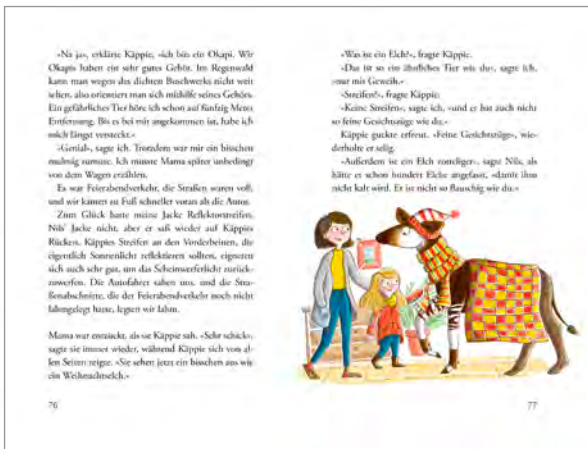 »Na ja«, erklärte Käppie, »ich bin ein Okapi. Wir
Okapis haben ein sehr gutes Gehör. Im Regenwald
kann man wegen des dichten Buschwerks nicht weit
sehen, also orientiert man sich mithilfe seines Gehörs.
Ein gefährliches Tier höre ich schon auf fünfzig Meter
Entfernung. Bis es bei mir angekommen ist, habe ich
mich längst versteckt.«
»Genial«, sagte ich. Trotzdem war mir ein bisschen
mulmig zumute. Ich musste Mama später unbedingt
von dem Wagen erzählen.
Es war Feierabendverkehr, die Straßen waren voll,
und wir kamen zu Fuß schneller voran als die Autos.
Zum Glück hatte meine Jacke Reflektorstreifen.
Nils' Jacke nicht, aber er saß wieder auf Käppies
Rücken. Käppies Streifen an den Vorderbeinen, die
eigentlich Sonnenlicht reflektieren sollten, eigneten
sich auch sehr gut, um das Scheinwerferlicht zurück-
zuwerfen. Die Autofahrer sahen uns, und die Stra-
ßenabschnitte, die der Feierabendverkehr noch nicht
lahmgelegt hatte, legten wir lahm.
Mama war entzückt, als sie Käppie sah. »Sehr schick«,
sagte sie immer wieder, während Käppie sich von al-
len Seiten zeigte. »Sie sehen jetzt ein bisschen aus wie
ein Weihnachtselch.«
76
»Was ist ein Elch?«, fragte Käppie.
»Das ist so ein ähnliches Tier wie du«, sagte ich,
»nur mit Geweih.«
»Streifen?«, fragte Käppie.
»Keine Streifen«, sagte ich, »und er hat auch nicht
so feine Gesichtszüge wie du.«
Käppie guckte erfreut. »Feine Gesichtszüge«, wie-
derholte er selig.
»Außerdem ist ein Elch zotteliger«, sagte Nils, als
hätte er schon hundert Elche angefasst, »damit ihm
nicht kalt wird. Er ist nicht so flauschig wie du.«
77